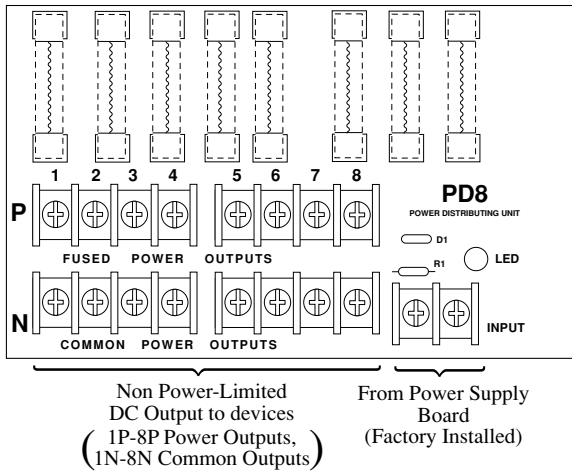 1 2 3 4 5 6 7 8
P
PD8
POWER DISTRIBUTING UNIT
D1
FUSED POWER OUTPUTS
LED
R1
N
INPUT
COMMON POWER OUTPUTS
Non Power-Limited
DC Output to devices
(1P-8P Power Outputs,
1N-8N Common Outputs)
From Power Supply
Board
(Factory Installed)